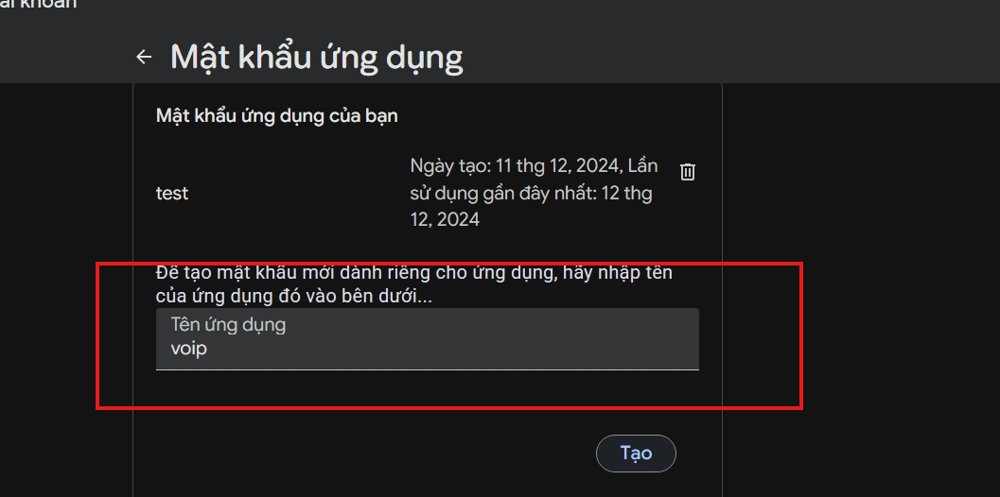 ài khoản
Mật khẩu ứng dụng
Mật khẩu ứng dụng của bạn
test
Ngày tạo: 11 thg 12, 2024, Lần
sử dụng gần đây nhất: 12 thg
12, 2024
Để tạo mật khẩu mới dành riêng cho ứng dụng, hãy nhập tên
của ứng dụng đó vào bên dưới...
Tên ứng dụng
voip
Tạo